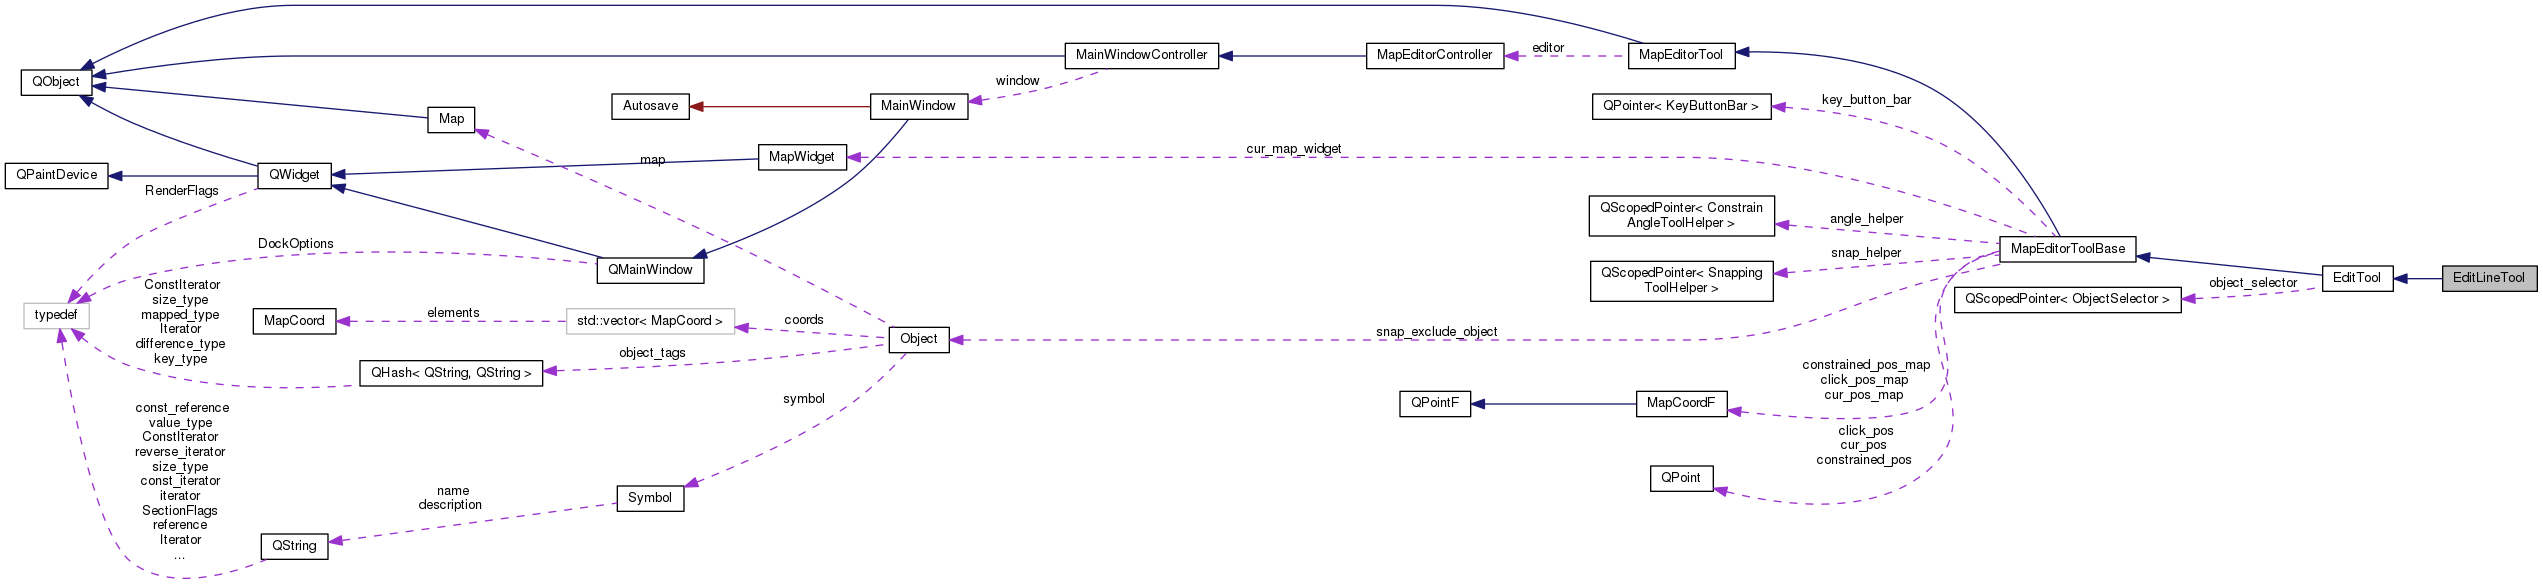 QObject
QPaintDevice
typedef
RenderFlags
DockOptions
ConstIterator
size_type
mapped_type
Iterator
difference_type
key_type
const_reference
value_type
ConstIterator
reverse_iterator
size_type
const_iterator
iterator
SectionFlags
reference
Iterator
...
QWidget
MapCoord
QString
Map
QHash< QString, QString >
elements
name
description
Autosave
map
QMainWindow
std::vector< MapCoord >
object_tags
Symbol
MapWidget
coords
symbol
MainWindow
Object
window
MainWindowController
cur_map_widget
MapEditorController
snap_exclude_object
QPointF
editor
MapEditorTool
QPointer< KeyButtonBar >
QScopedPointer< Constrain
AngleToolHelper >
QScopedPointer< Snapping
ToolHelper >
MapCoordF
QPoint
key_button_bar
angle_helper
snap_helper
constrained_pos_map
click_pos_map
cur_pos_map
click_pos
cur_pos
constrained_pos
MapEditorToolBase
QScopedPointer< ObjectSelector >
object_selector
EditTool
EditLineTool